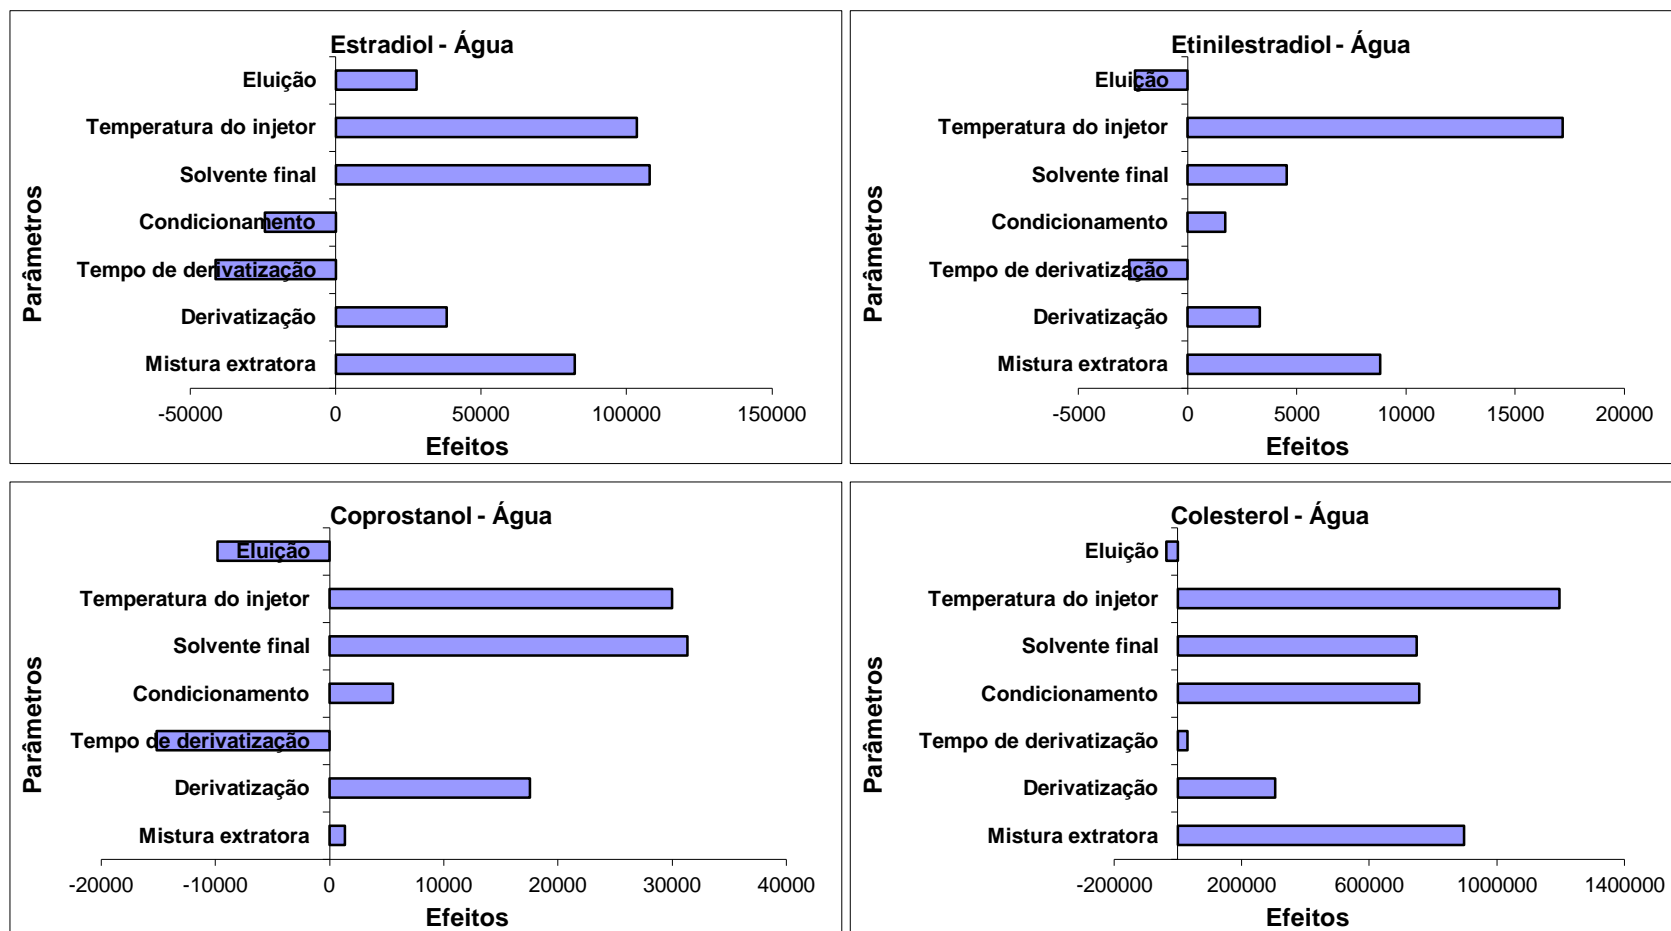 Estradiol - Água
Eluição
Temperatura do injetor
Solvente final
Condicionamento
Tempo de derivatização
Derivatização
Mistura extratora
Parâmetros
-50000 0 50000 100000 150000
Efeitos
Etinilestradiol - Água
Eluição
Temperatura do injetor
Solvente final
Condicionamento
Tempo de derivatização
Derivatização
Mistura extratora
Parâmetros
-5000 0 5000 10000 15000 20000
Efeitos
Coprostanol - Água
Eluição
Temperatura do injetor
Solvente final
Condicionamento
Tempo de derivatização
Derivatização
Mistura extratora
Parâmetros
-20000 -10000 0 10000 20000 30000 40000
Efeitos
Colesterol - Água
Eluição
Temperatura do injetor
Solvente final
Condicionamento
Tempo de derivatização
Derivatização
Mistura extratora
Parâmetros
-200000 200000 600000 1000000 1400000
Efeitos